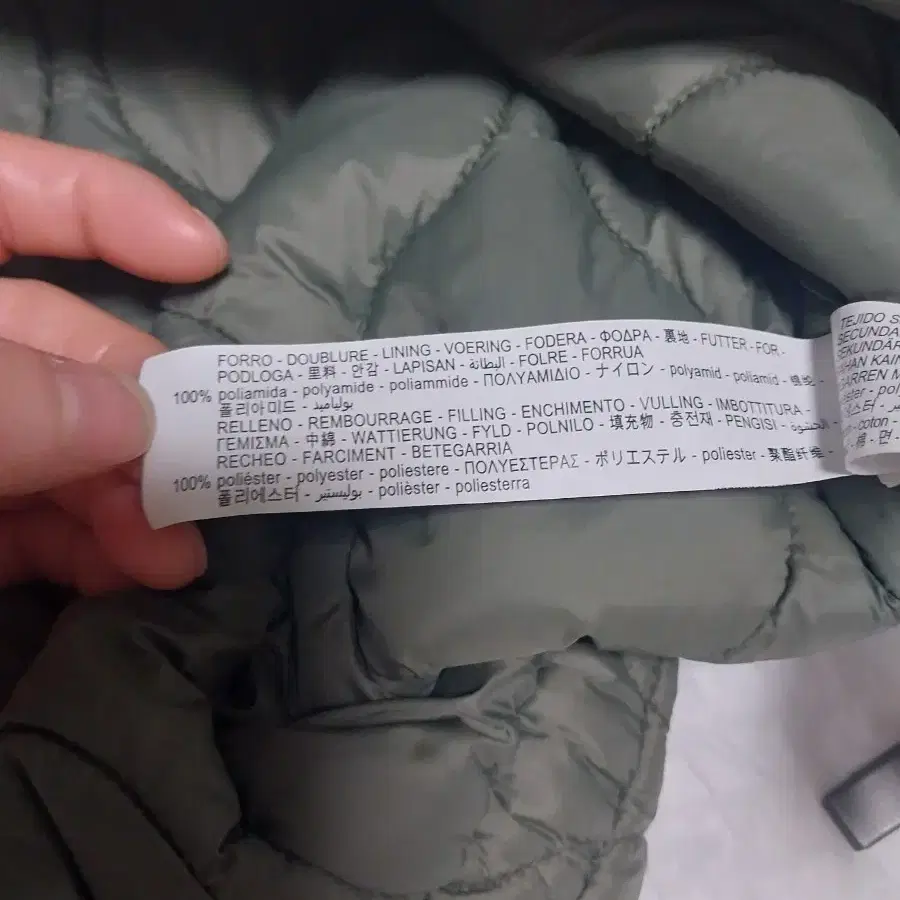 FORRO - DOUBLURE - LINING - VOERING - FODERA - ΦΟΔΡΑ - 裏地 - FUTTER - FOR -
PODLOGA - 里料 - 안감 - LAPISAN - البطانة - FOLRE - FORRUA
100% poliamida - polyamide - poliammide - ΠΟΛΥΑΜΙΔΙΟ - ナイロン - polyamid - poliamid -
폴리아미드 - بولياميد
RELLENO - REMBOURRAGE - FILLING - ENCHIMENTO - VULLING - IMBOTTITURA -
ΓΕΜΙΣΜΑ - 中綿 - WATTIERUNG - FYLD - POLNILO - 填充物 - 충전재 - PENGISI - الحشوة -
RECHEO - FARCIMENT - BETEGARRIA
100% poliéster - polyester - poliestere - ΠΟΛΥΕΣΤΕΡΑΣ - ポリエステル - poliester - 聚酯纤维 -
폴리에스터 - بوليستير - polièster - poliesterra
TEJIDO
SECUNDA